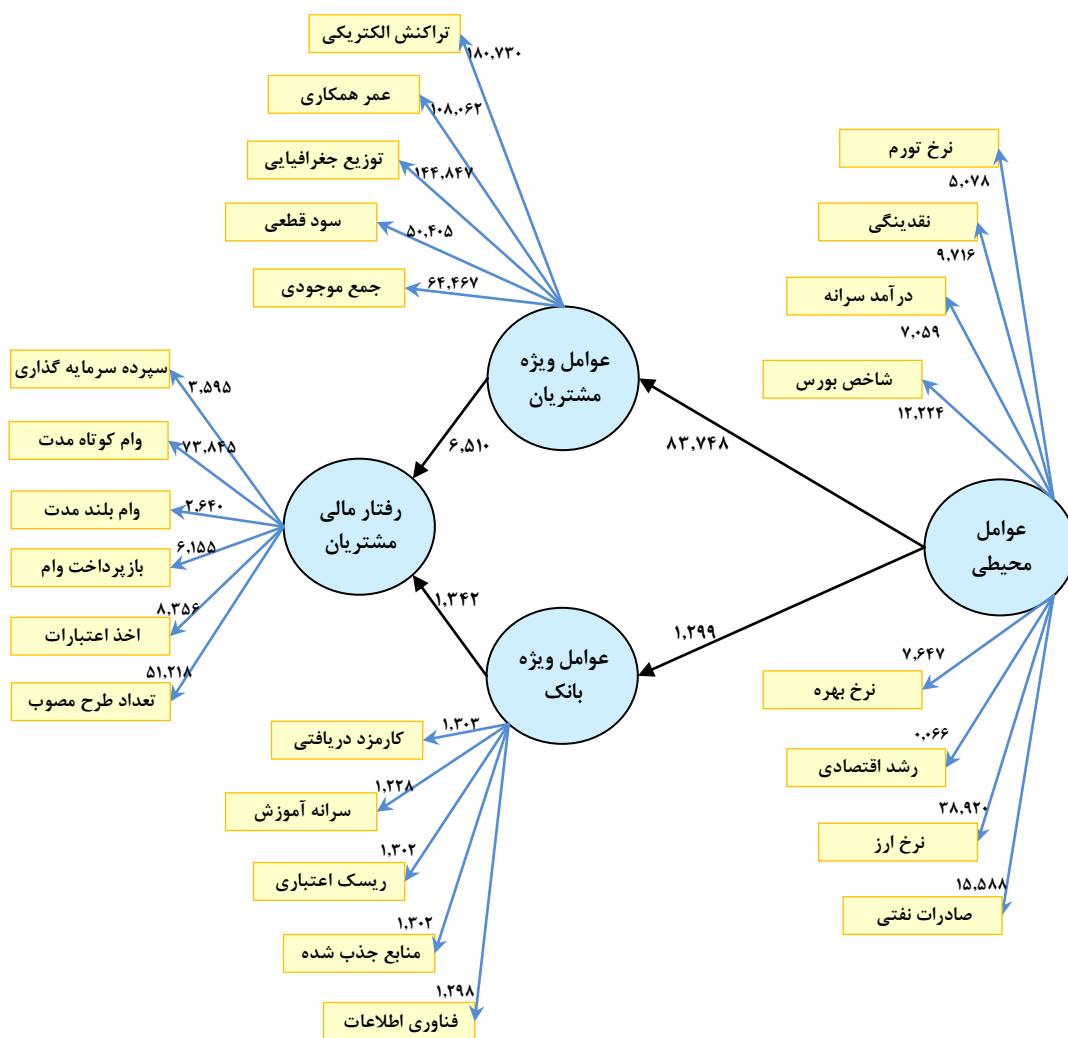 تراکنش الکتریکی
۱۸۰,۷۳۰
عمر همکاری
۱۰۸,۰۶۲
توزیع جغرافیایی
۱۴۴,۸۴۷
سود قطعی
۵۰,۴۰۵
جمع موجودی
۶۴,۴۶۷
نرخ تورم
۵,۰۷۸
نقدینگی
۹,۷۱۶
درآمد سرانه
۷,۰۵۹
شاخص بورس
۱۲,۲۲۴
عوامل ویژه
مشتریان
۸۳,۷۴۸
۶,۵۱۰
سپرده سرمایه گذاری
۳,۵۹۵
وام کوتاه مدت
۷۳,۸۴۵
وام بلند مدت
۲,۶۴۰
بازپرداخت وام
۶,۱۵۵
اخذ اعتبارات
۸,۳۵۶
تعداد طرح مصوب
۵۱,۲۱۸
رفتار مالی
مشتریان
عوامل
محیطی
۱,۳۴۲
۱,۲۹۹
عوامل ویژه
بانک
نرخ بهره
۷,۶۴۷
رشد اقتصادی
۰,۰۶۶
نرخ ارز
۳۸,۹۲۰
صادرات نفتی
۱۵,۵۸۸
کارمزد دریافتی
۱,۳۰۳
سرانه آموزش
۱,۲۲۸
ریسک اعتباری
۱,۳۰۲
منابع جذب شده
۱,۳۰۲
فناوری اطلاعات
۱,۲۹۸